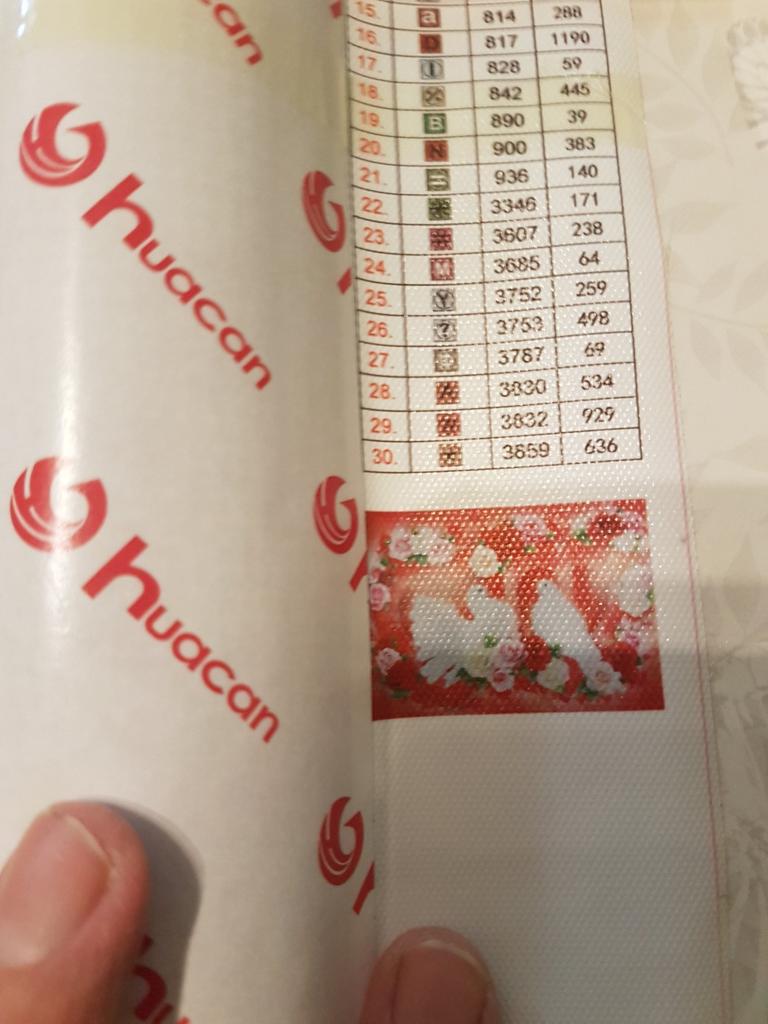 can
15. a 814 288
16. D 817 1190
17. 828 59
18. 842 445
19. B 890 39
20. N 900 383
21. 936 140
22. 3346 171
23. 3607 238
24. M 3685 64
25. Y 3752 259
26. ? 3753 498
27. 3787 69
28. 3830 534
29. 3832 929
30. 3859 636
huacan
huacan
hu